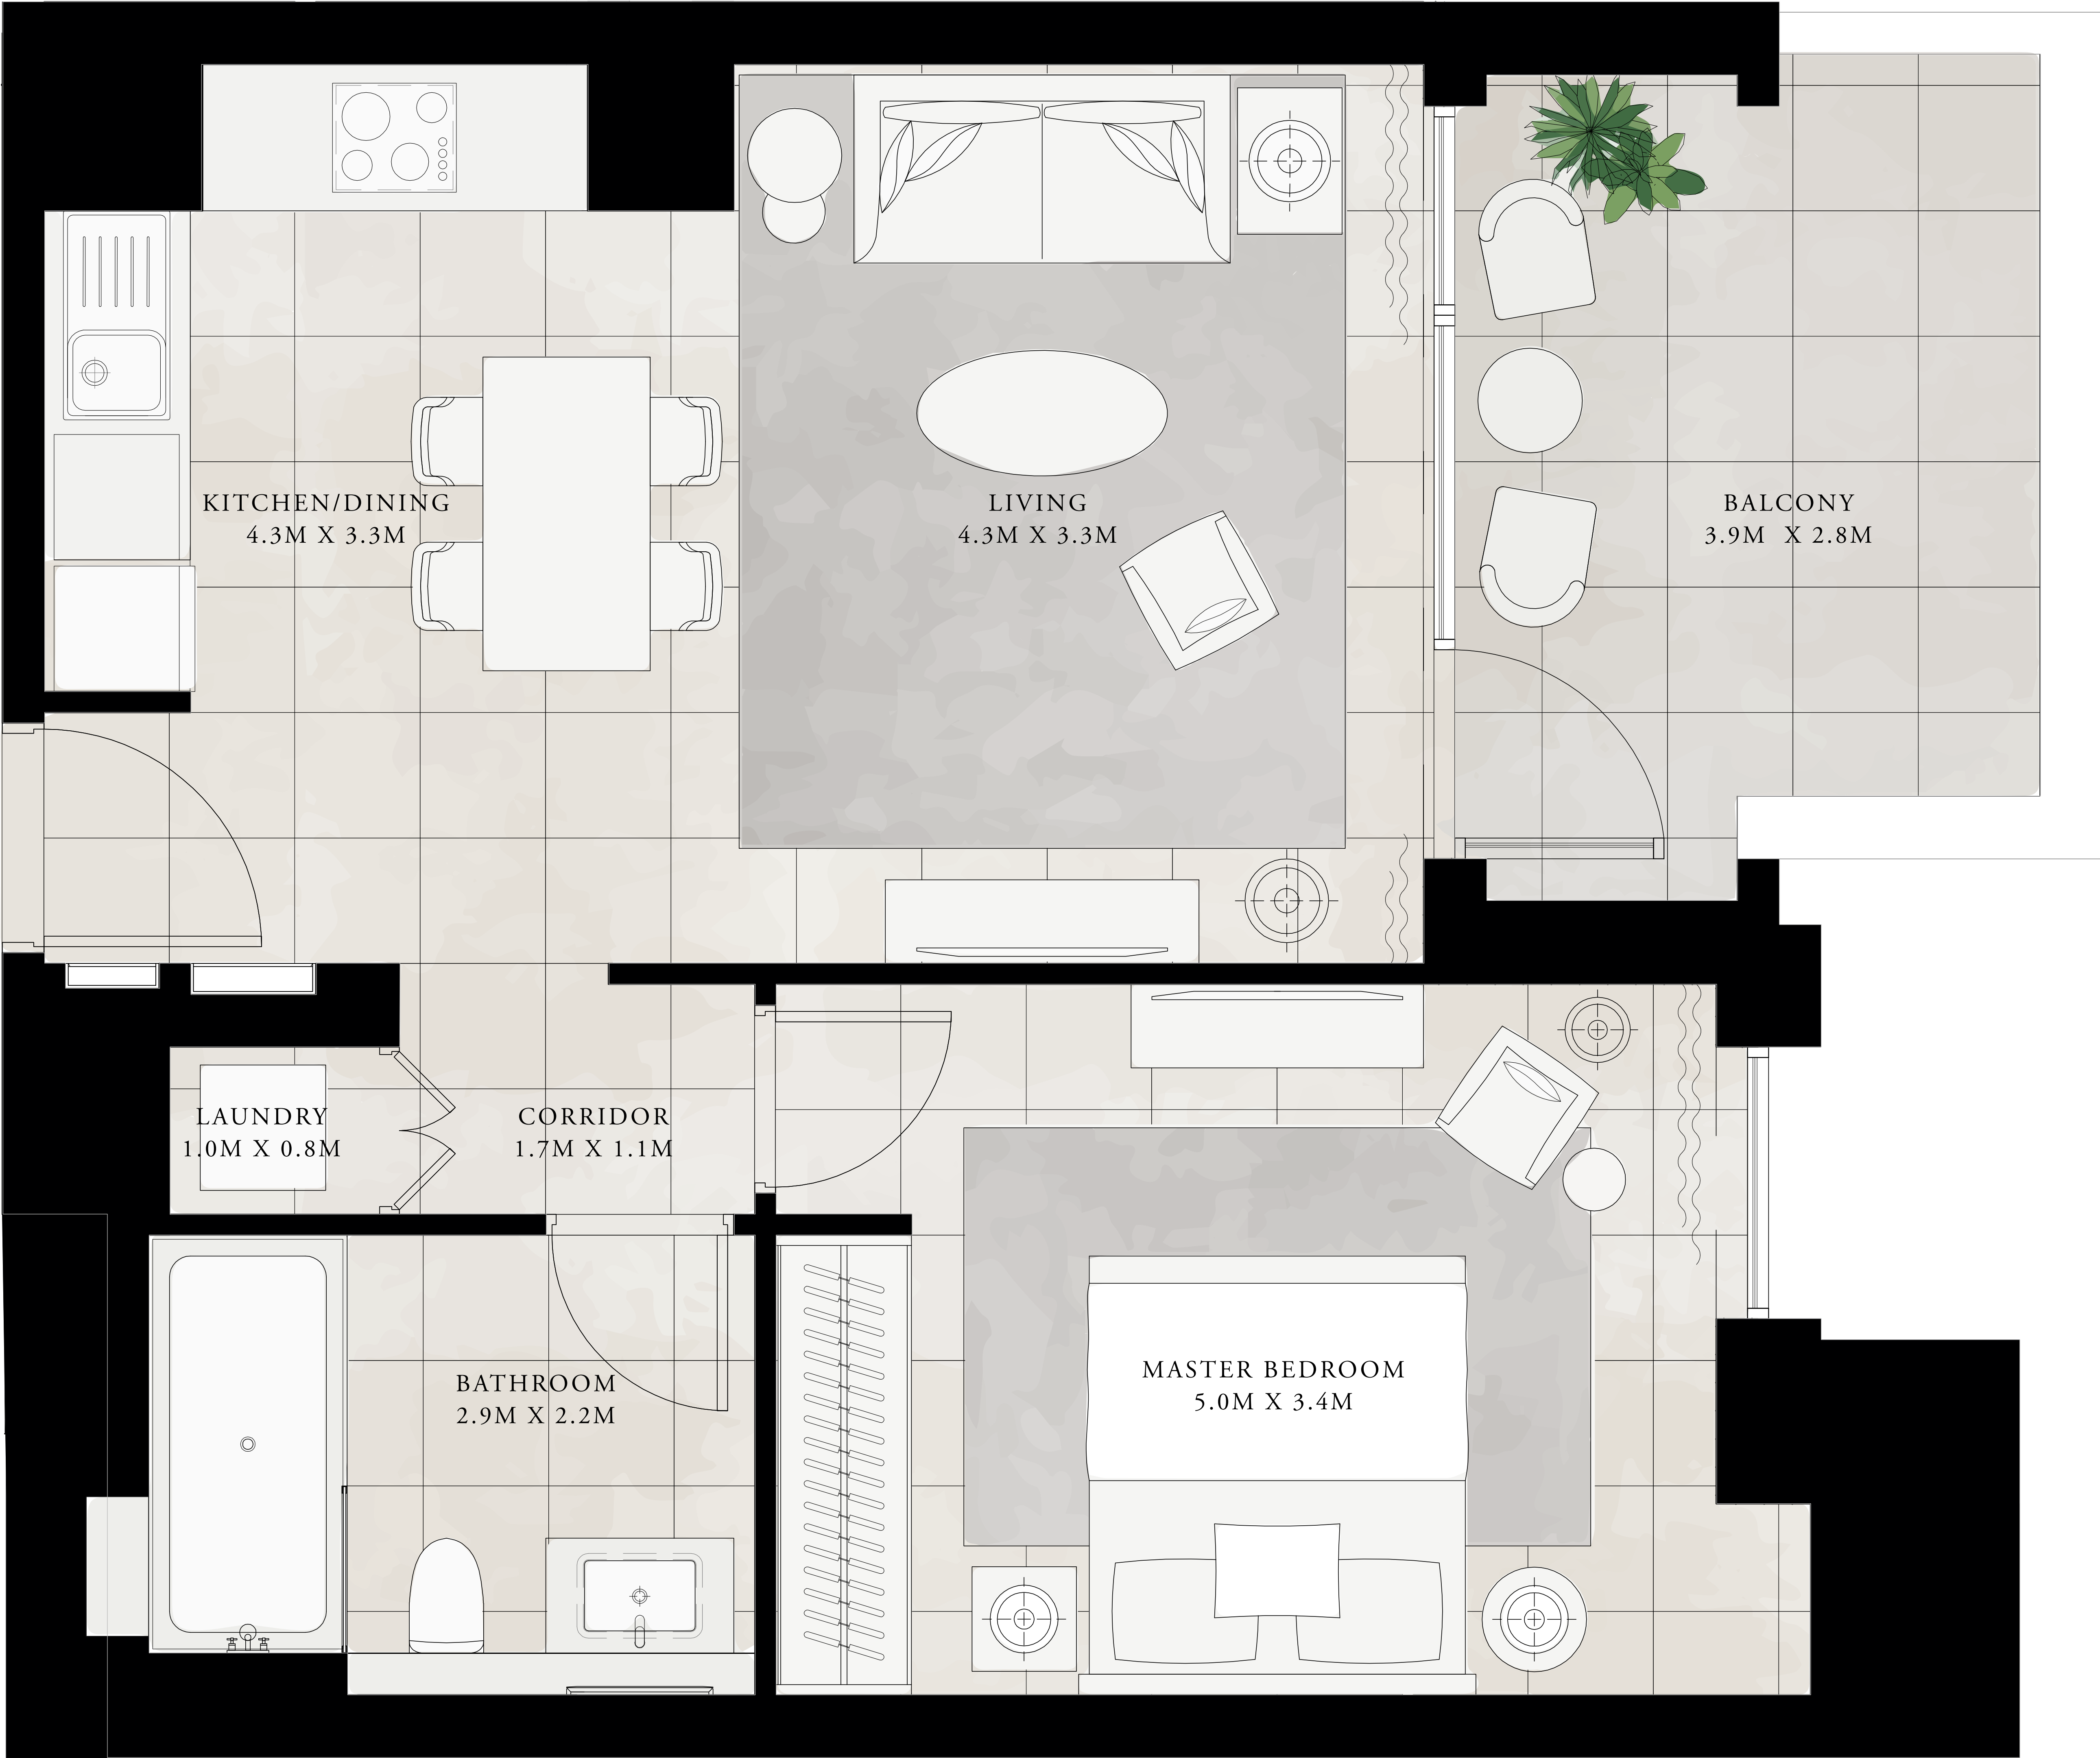 KITCHEN/DINING
4.3M X 3.3M
LIVING
4.3M X 3.3M
BALCONY
3.9M X 2.8M
LAUNDRY
1.0M X 0.8M
CORRIDOR
1.7M X 1.1M
BATHROOM
2.9M X 2.2M
MASTER BEDROOM
5.0M X 3.4M